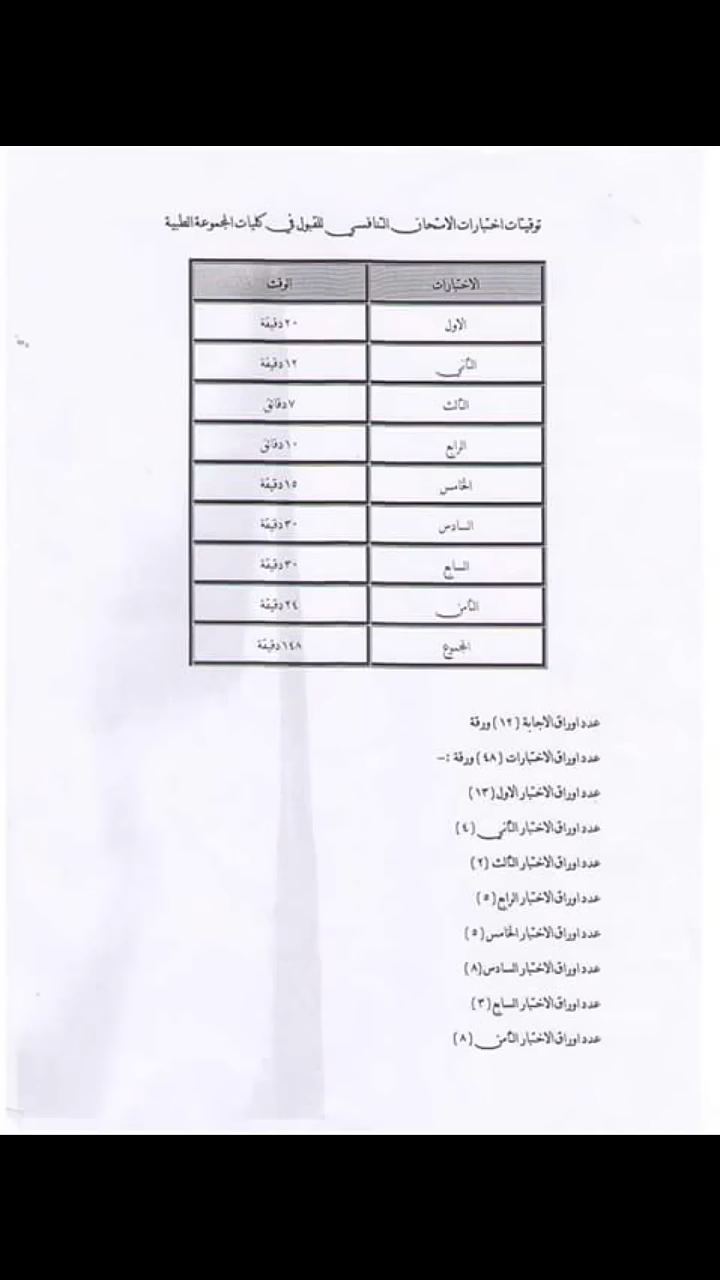 توقيتات اختبارات الامتحان التنافسي للقبول في كليات المجموعة الطبية
الاختبارات الوقت
الاول ٢٠ دقيقة
الثاني ١٢ دقيقة
الثالث ٧ دقائق
الرابع ١٠ دقائق
الخامس ١٥ دقيقة
السادس ٣٠ دقيقة
السابع ٣٠ دقيقة
الثامن ٢٤ دقيقة
المجموع ١٤٨ دقيقة
عدد اوراق الاجابة (١٢) ورقة
عدد اوراق الاختبارات (٤٨) ورقة :-
عدد اوراق الاختبار الاول (١٣)
عدد اوراق الاختبار الثاني (٤)
عدد اوراق الاختبار الثالث (٢)
عدد اوراق الاختبار الرابع (٥)
عدد اوراق الاختبار الخامس (٥)
عدد اوراق الاختبار السادس (٨)
عدد اوراق الاختبار السابع (٣)
عدد اوراق الاختبار الثامن (٨)